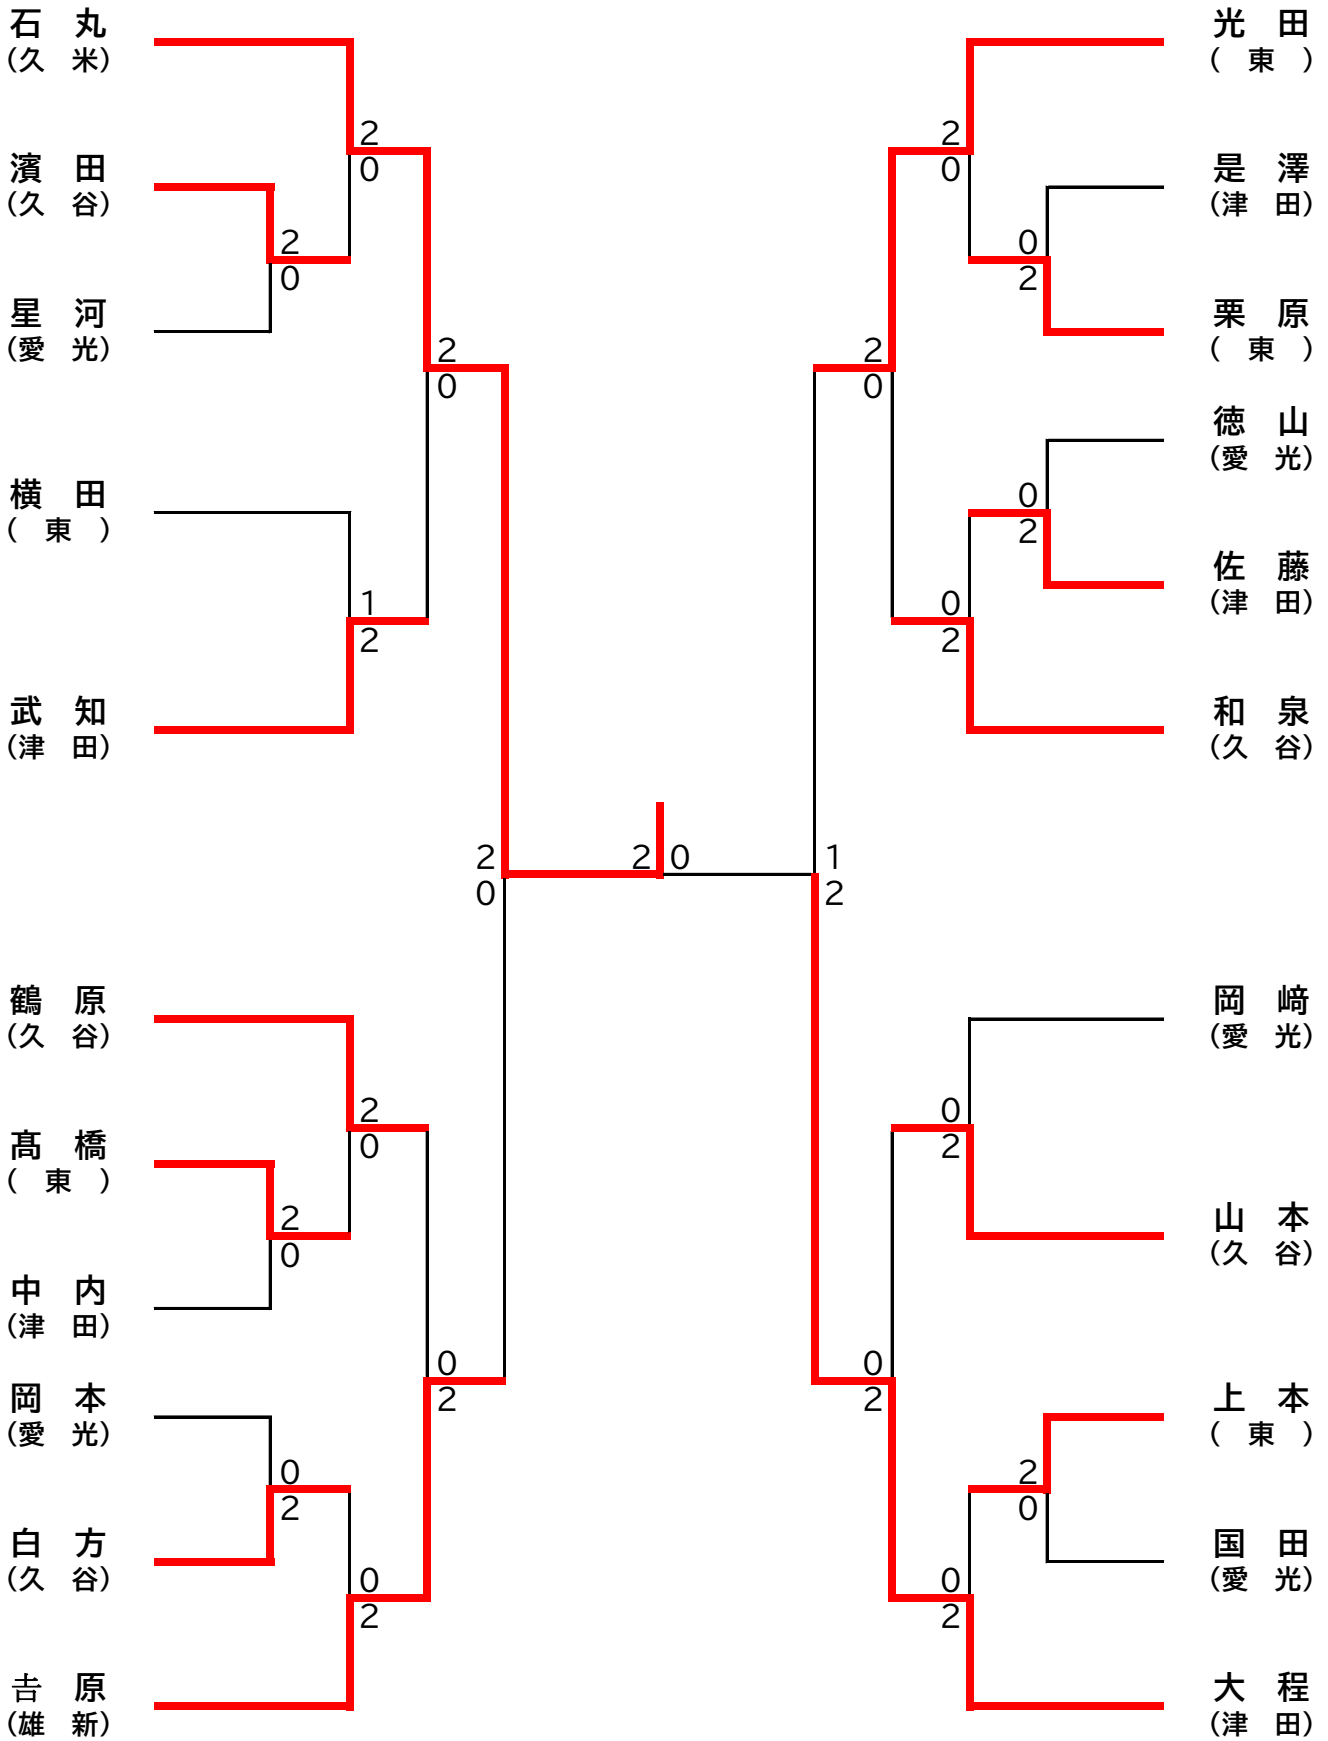 石　丸
（久　米）
濱　田
（久　谷）
星　河
（愛　光）
横　田
（　東　）
武　知
（津　田）
鶴　原
（久　谷）
髙　橋
（　東　）
中　内
（津　田）
岡　本
（愛　光）
白　方
（久　谷）
𠮷　原
（雄　新）
2
0
2
0
2
0
1
2
2
0
2
0
2
0
0
2
0
2
0
2
2 0
1
2
2
0
0
2
2
0
0
2
0
2
0
2
0
2
2
0
0
2
光　田
（　東　）
是　澤
（津　田）
栗　原
（　東　）
徳　山
（愛　光）
佐　藤
（津　田）
和　泉
（久　谷）
岡　﨑
（愛　光）
山　本
（久　谷）
上　本
（　東　）
国　田
（愛　光）
大　程
（津　田）